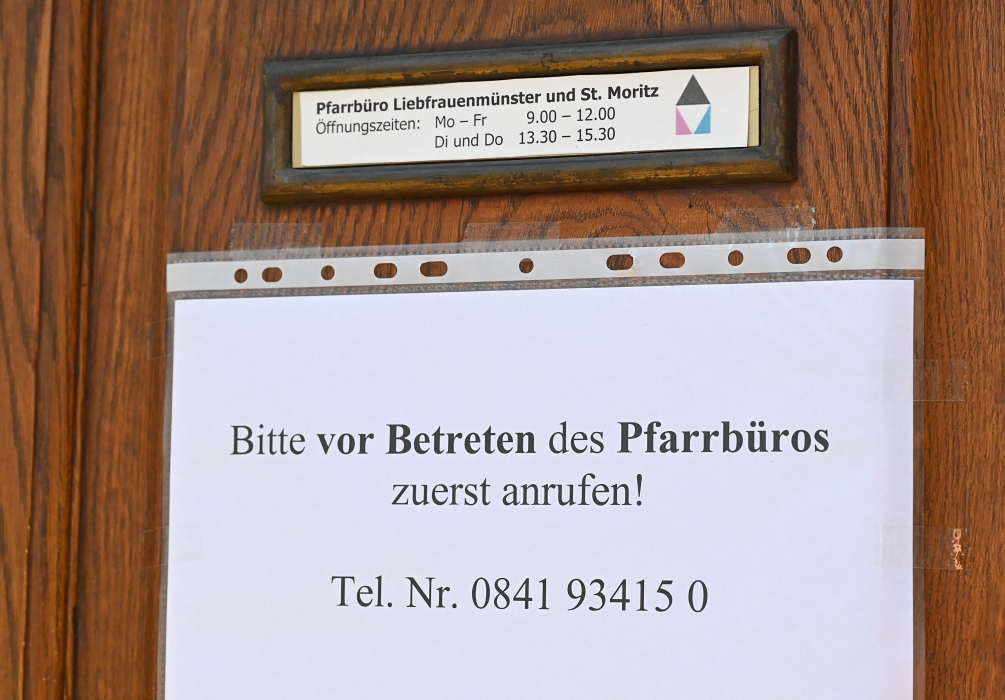 Pfarrbüro Liebfrauenmünster und St. Moritz
Öffnungszeiten: Mo – Fr 9.00 – 12.00
Di und Do 13.30 – 15.30
Bitte vor Betreten des Pfarrbüros
zuerst anrufen!
Tel. Nr. 0841 93415 0